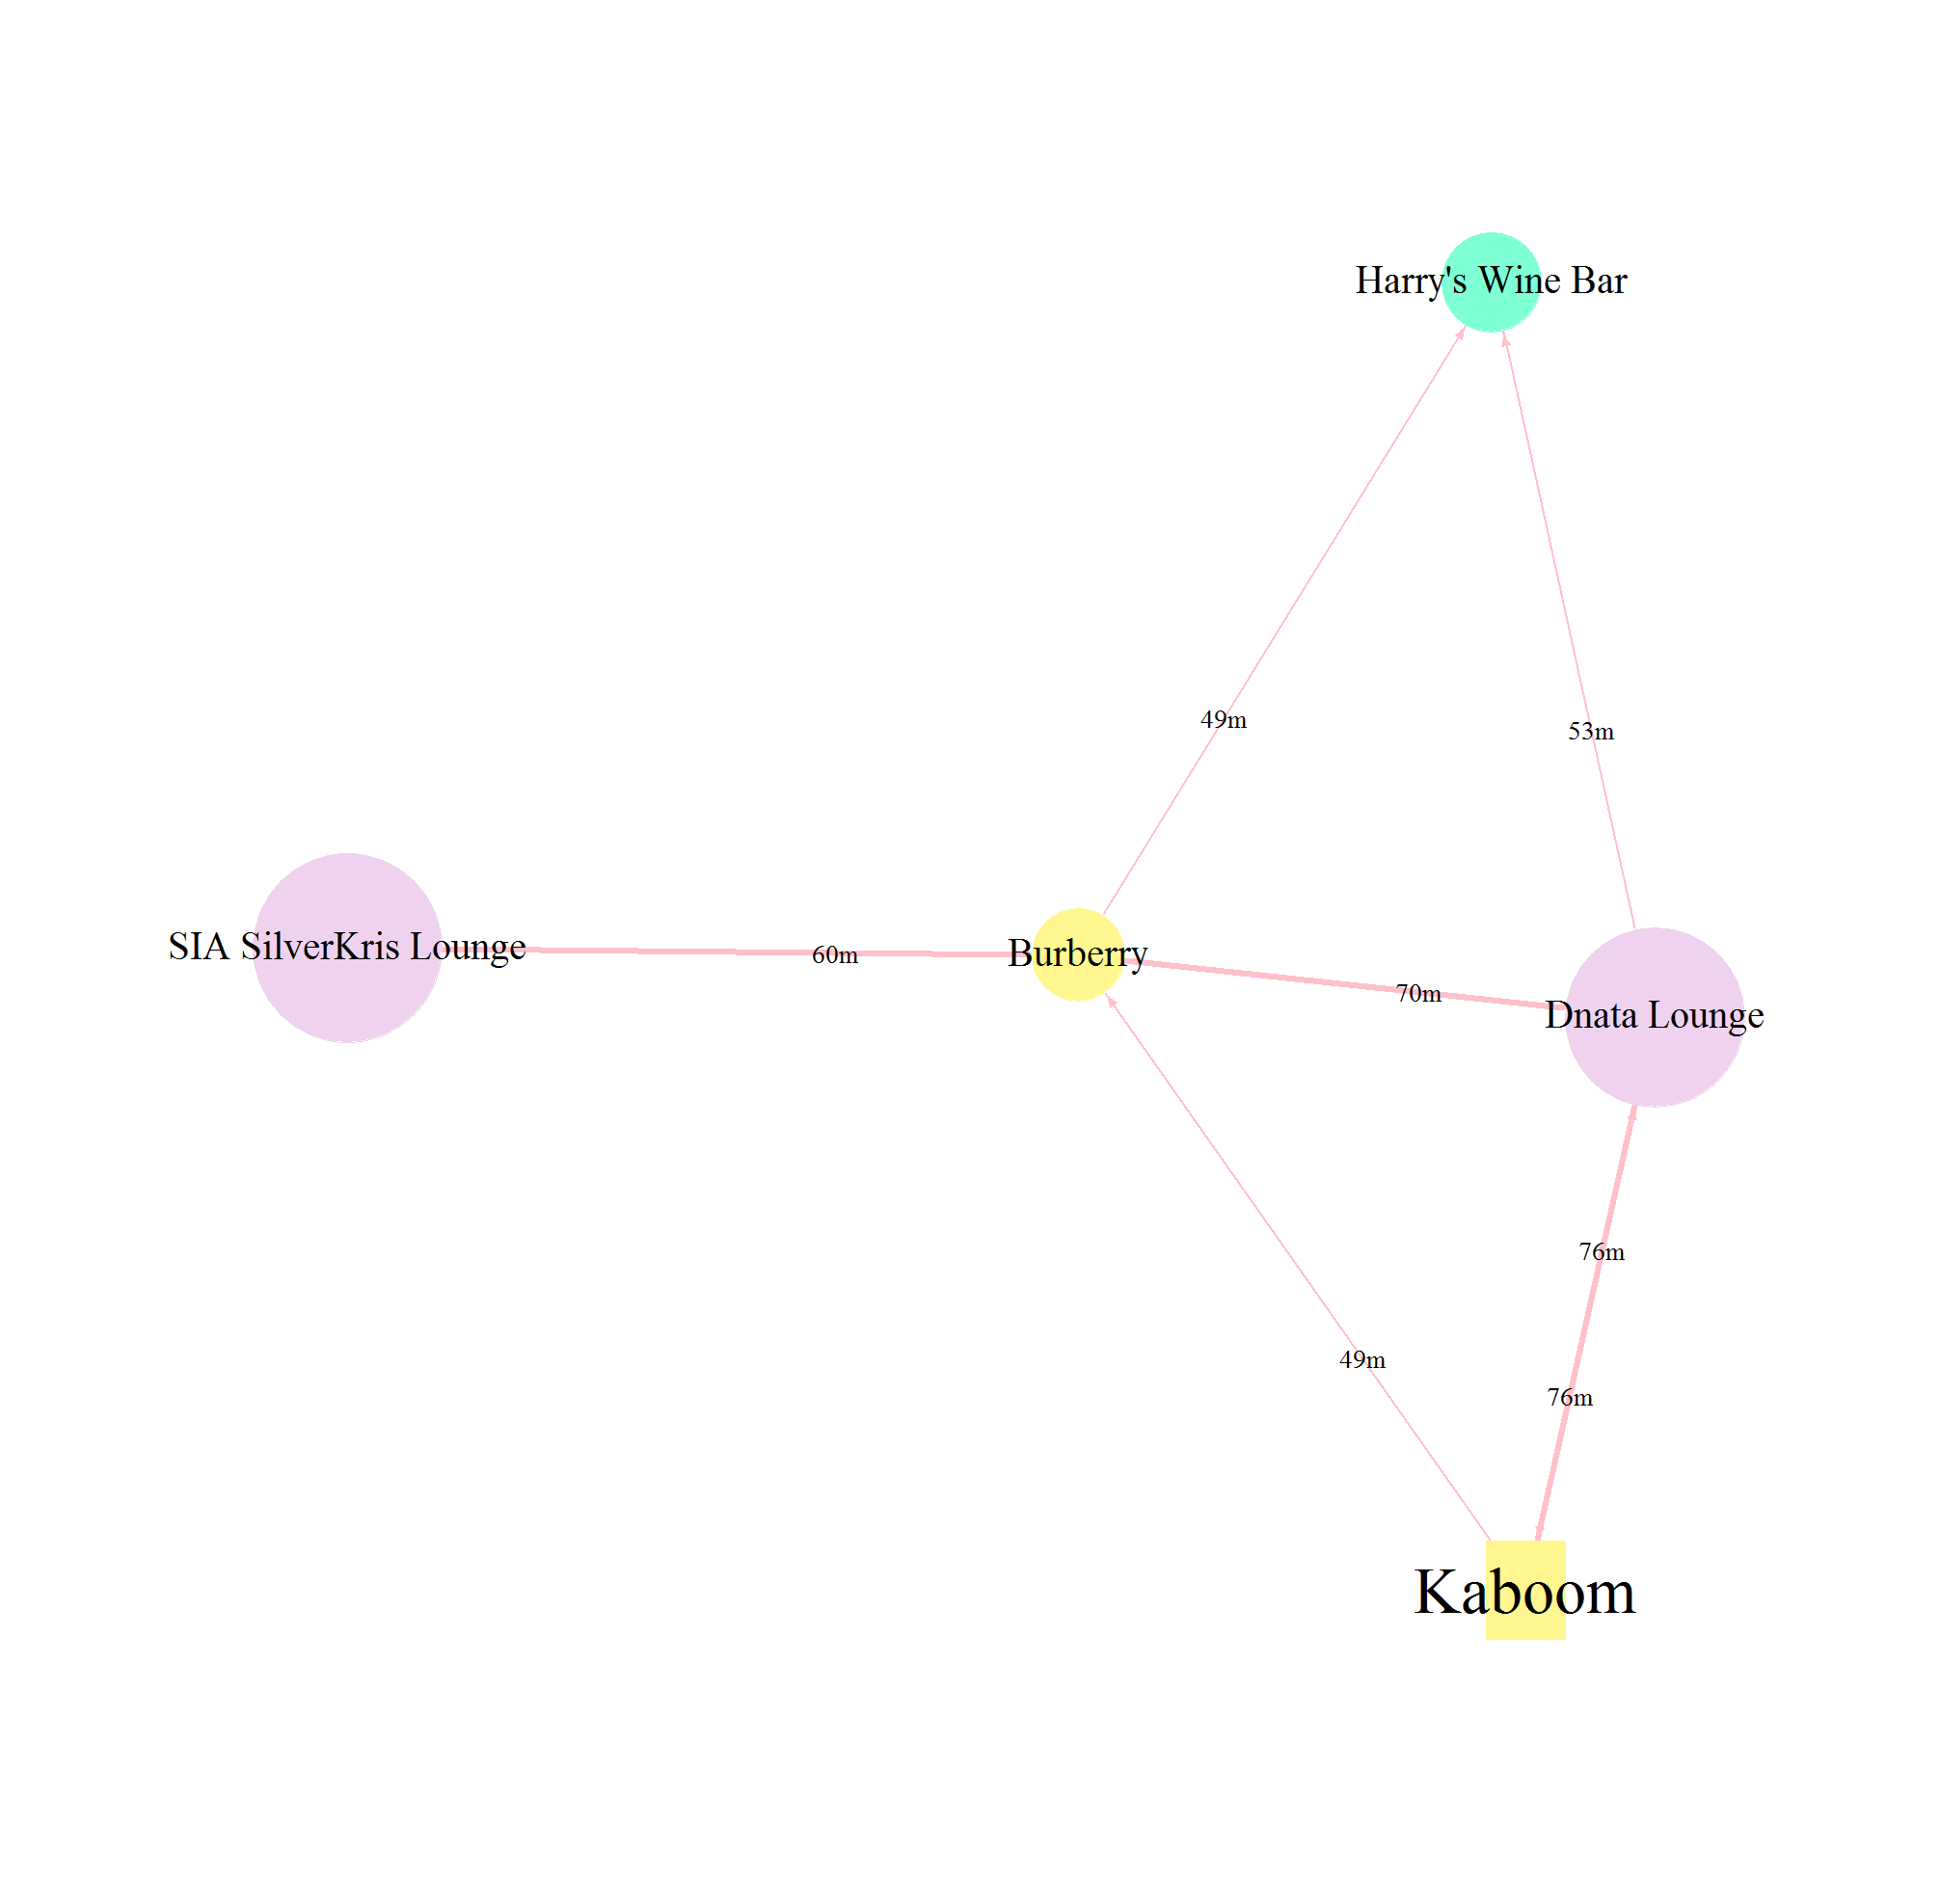 Harry's Wine Bar
49m
53m
SIA SilverKris Lounge
60m
Burberry
70m
Dnata Lounge
76m
49m
76m
Kaboom